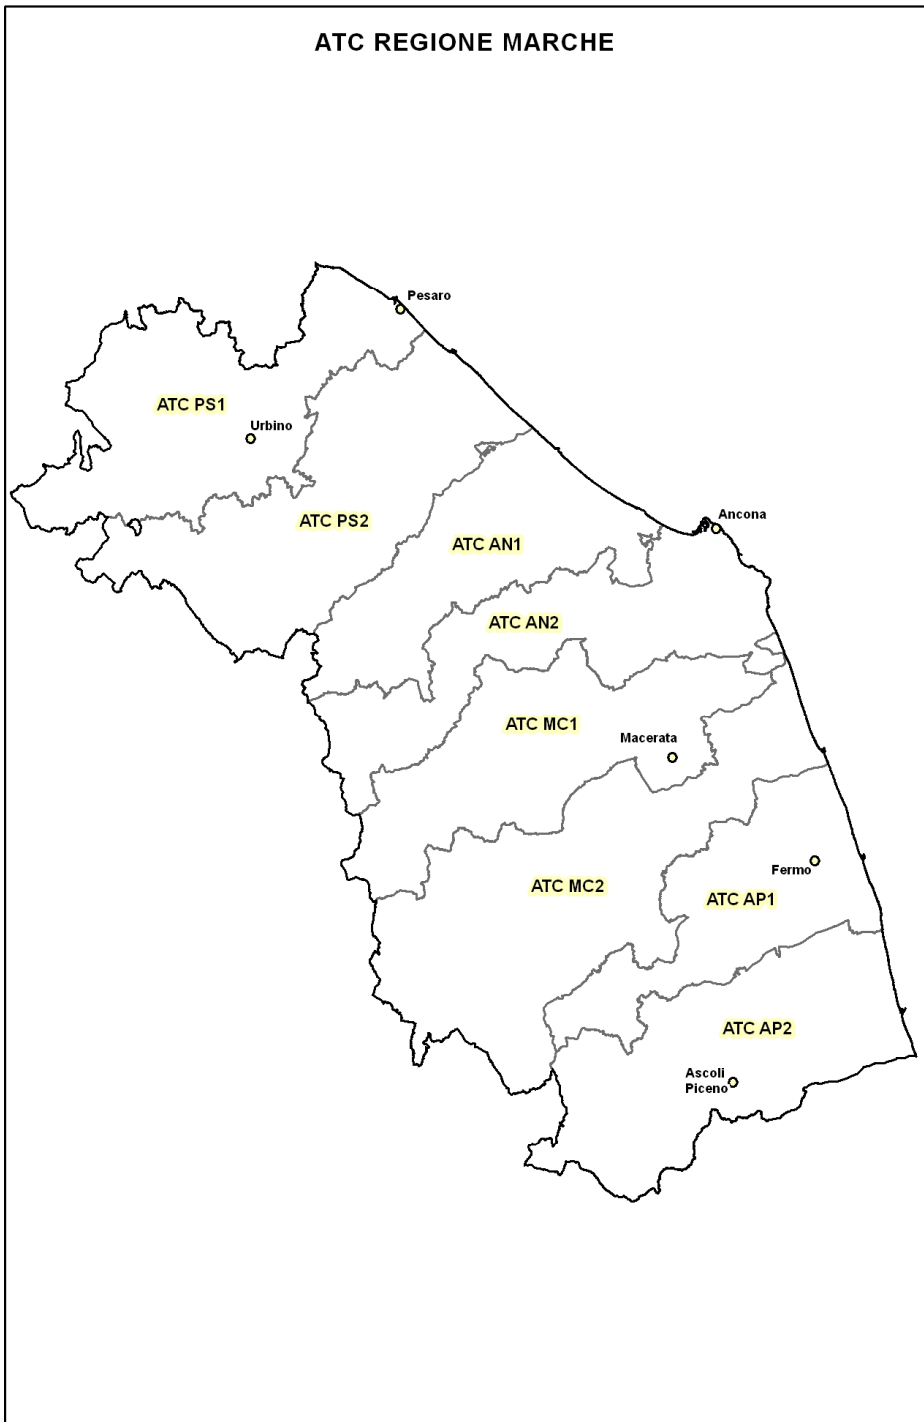 ATC REGIONE MARCHE
Pesaro
ATC PS1
Urbino
ATC PS2
Ancona
ATC AN1
ATC AN2
ATC MC1
Macerata
ATC MC2
Fermo
ATC AP1
ATC AP2
Ascoli
Piceno